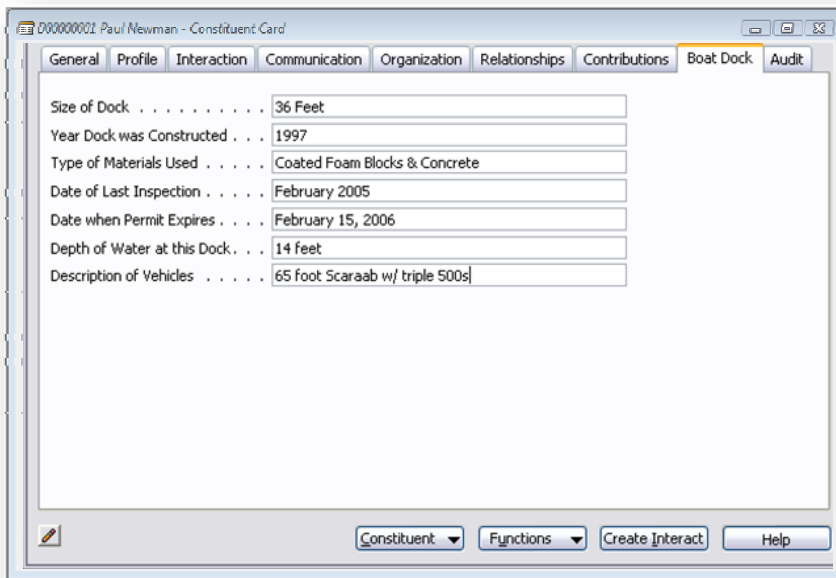 D00000001 Paul Newman - Constituent Card
General Profile Interaction Communication Organization Relationships Contributions Boat Dock Audit
Size of Dock . . . . . . . . . . 36 Feet
Year Dock was Constructed . . . 1997
Type of Materials Used . . . . . Coated Foam Blocks & Concrete
Date of Last Inspection . . . . . February 2005
Date when Permit Expires . . . . February 15, 2006
Depth of Water at this Dock . . . 14 feet
Description of Vehicles . . . . . 65 foot Scaraab w/ triple 500s
Constituent Functions Create Interact Help